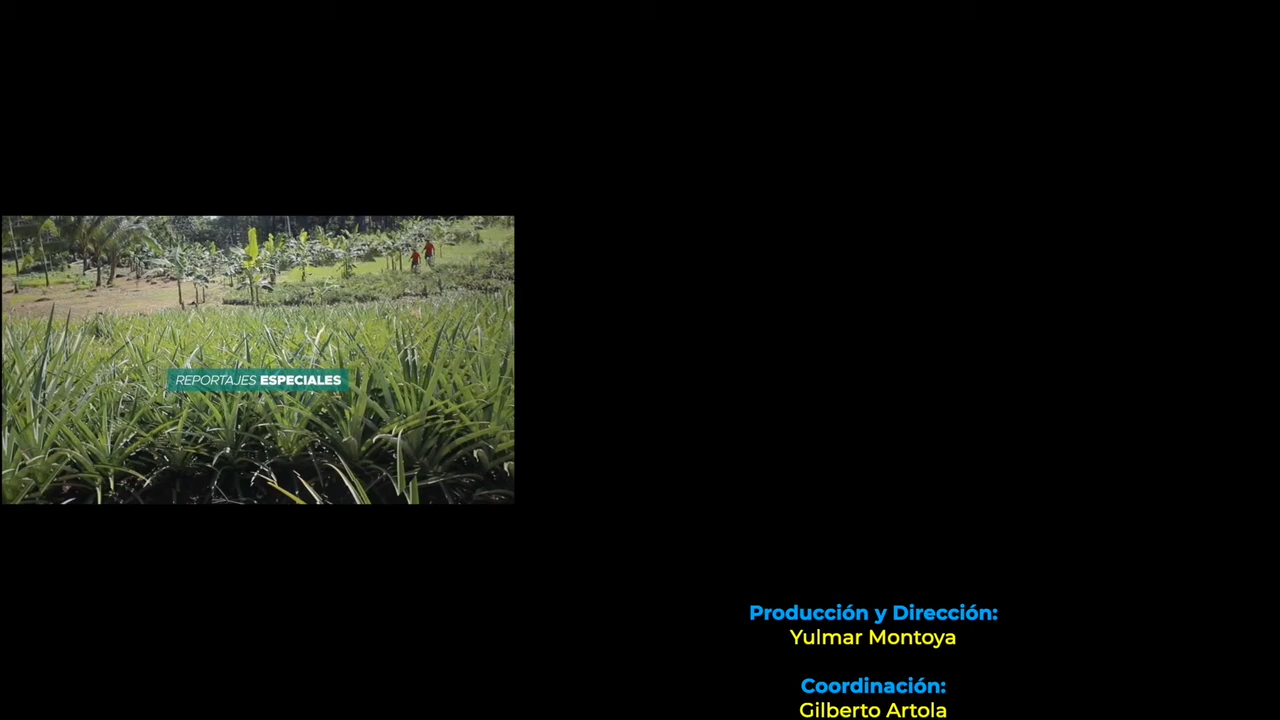 REPORTAJES ESPECIALES
Producción y Dirección:
Yulmar Montoya
Coordinación:
Gilberto Artola